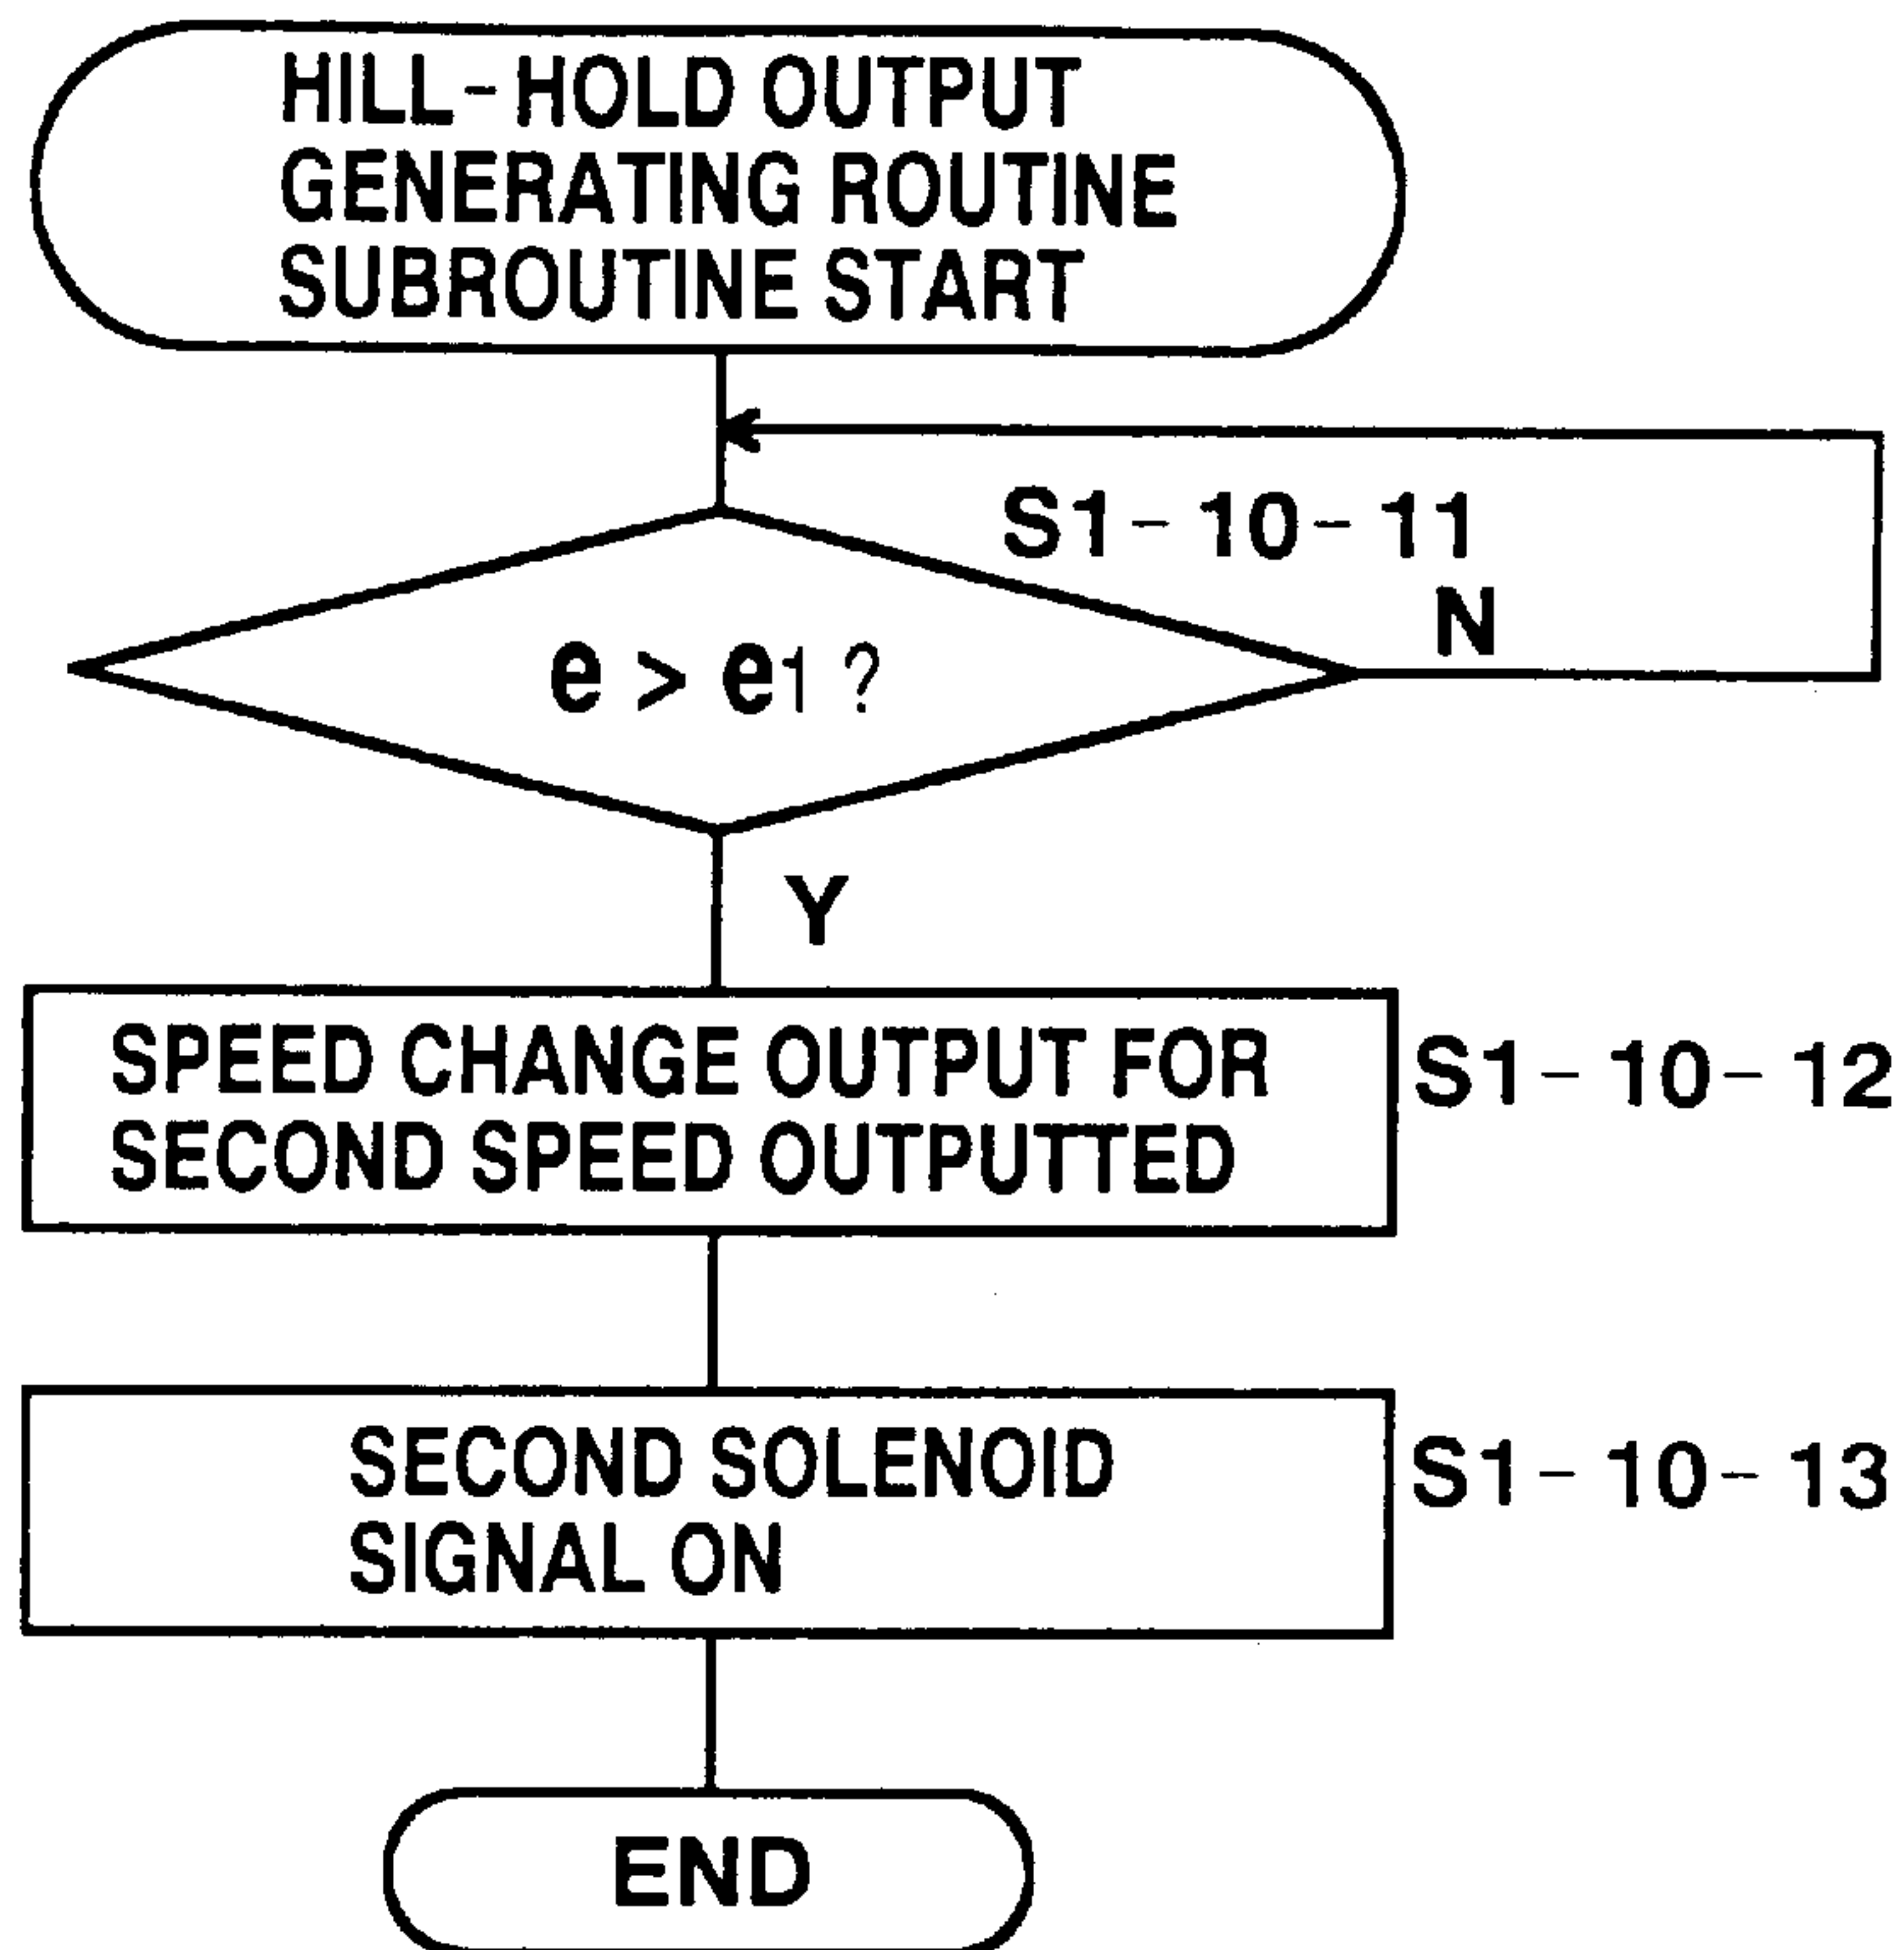 HILL-HOLD OUTPUT
GENERATING ROUTINE
SUBROUTINE START
S1-10-11
N
e > e1 ?
Y
SPEED CHANGE OUTPUT FOR
SECOND SPEED OUTPUTTED
S1-10-12
SECOND SOLENOID
SIGNAL ON
S1-10-13
END